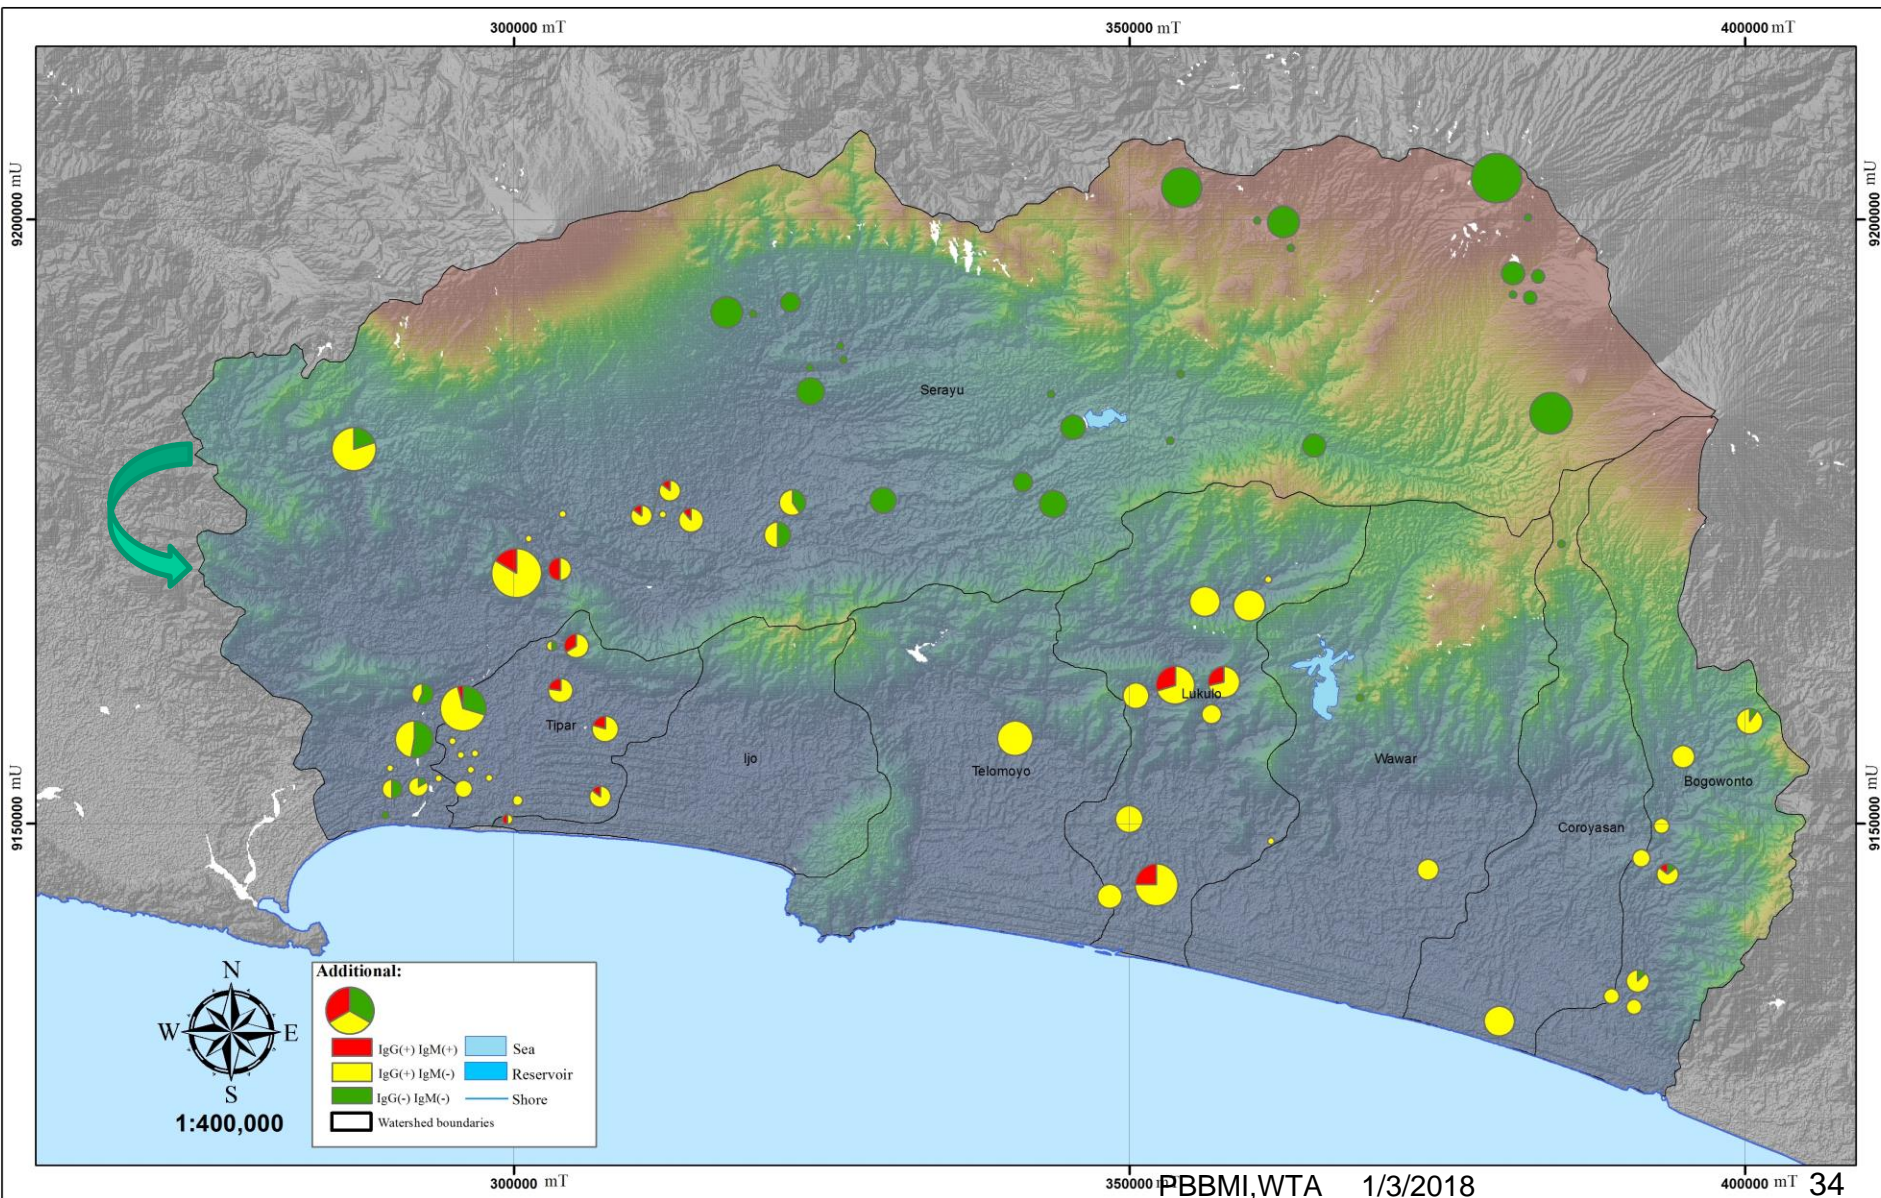 300000 mT
350000 mT
400000 mT
9200000 mU
9200000 mU
Serayu
Lukulo
Tipar
Ijo
Telomoyo
Wawar
Bogowonto
Coroyasan
9150000 mU
9150000 mU
N
W
E
S
1:400,000
Additional:
IgG(+) IgM(+)
Sea
IgG(+) IgM(-)
Reservoir
IgG(-) IgM(-)
Shore
Watershed boundaries
300000 mT
350000 mT
400000 mT
PBBMI,WTA 1/3/2018 34